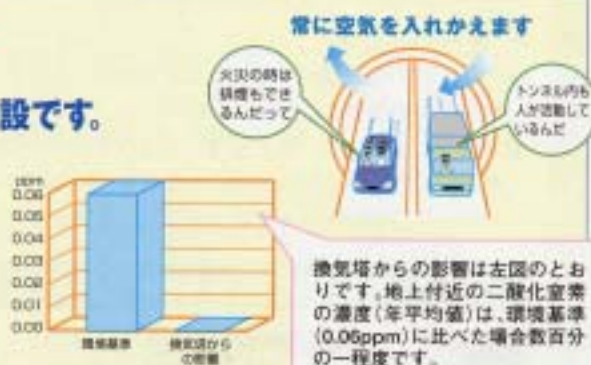 常に空気を入れかえます
火災の時は
排煙もでき
るんだって
トンネル内も
人が活動して
いるんだ
設です。
ppm
0.06
0.05
0.04
0.03
0.02
0.01
0.00
環境基準
換気塔から
の影響
換気塔からの影響は左図のとお
りです。地上付近の二酸化窒素
の濃度(年平均値)は、環境基準
(0.06ppm)に比べた場合数百分
の一程度です。